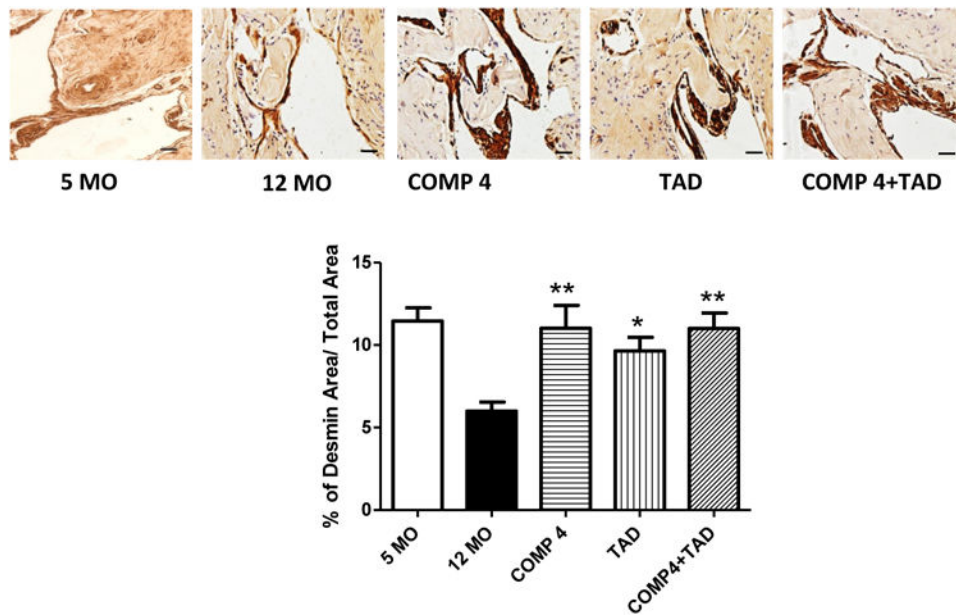 5 MO 12 MO COMP 4 TAD COMP 4+TAD
% of Desmin Area/ Total Area
15
10
5
0
**
*
**
5 MO
12 MO
COMP 4
TAD
COMP4+TAD